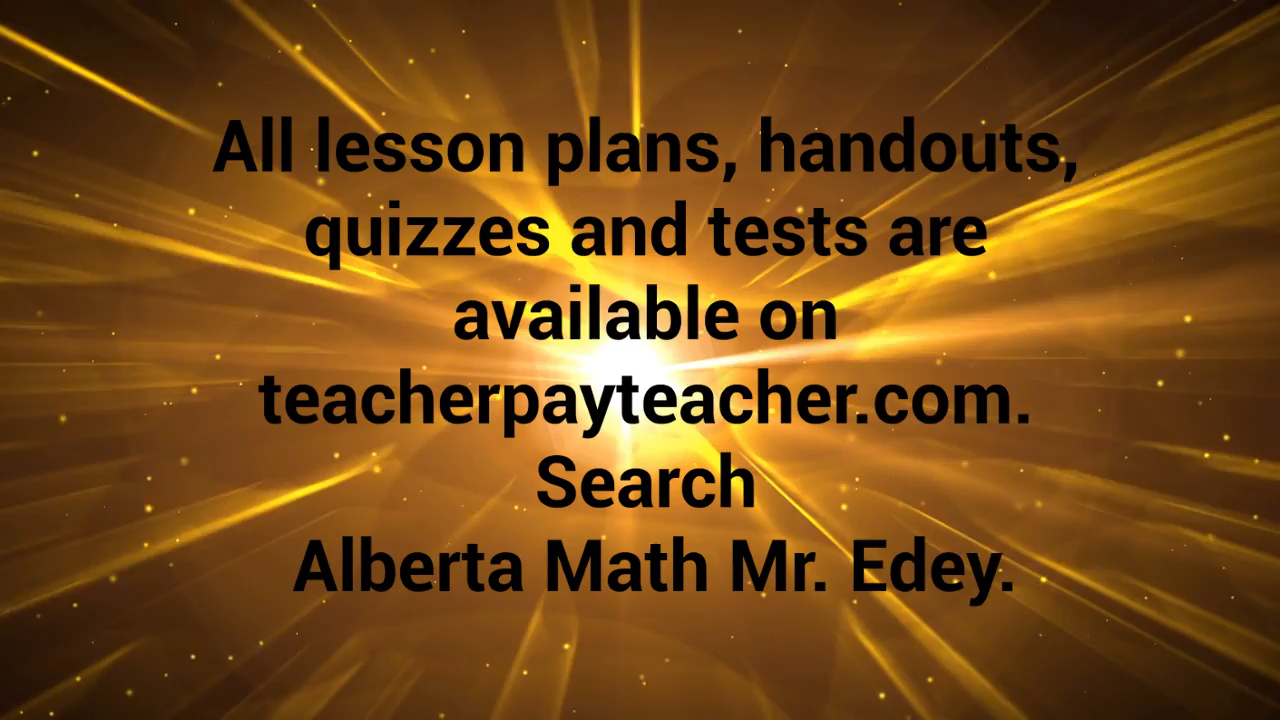 All lesson plans, handouts,
quizzes and tests are
available on
teacherpayteacher.com.
Search
Alberta Math Mr. Edey.